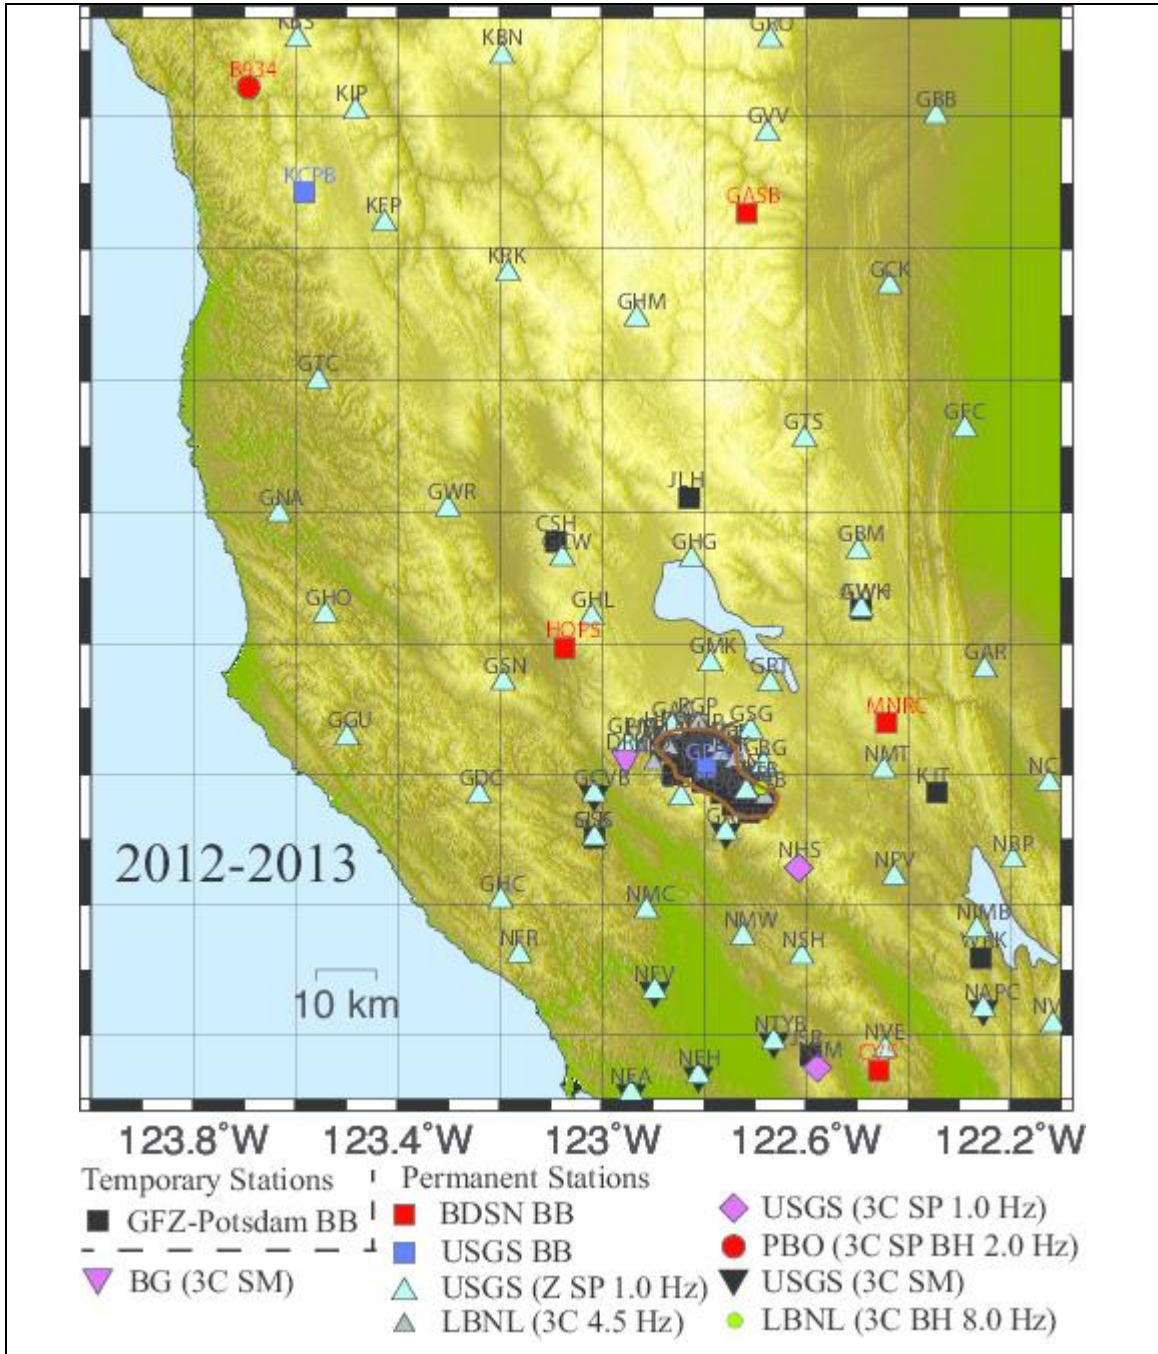 KBS
KBN
GRO
B934
KIP
GBB
GVV
KCPB
GASB
KFP
KRK
GCK
GHM
GTC
GTS
GFC
JLH
GWR
GNA
CSH
GHG
GBM
GHO
GHL
HOPS
GMK
GRT
GAR
GSN
MNRC
GGU
GSG
NMT
KJT
GDC
GCVB
2012-2013
NHS
NPV
NBP
GHC
NMC
NIMB
NMW
NSH
NFR
NFV
NAPC
10 km
NTYB
NVE
NEH
NEA
123.8°W 123.4°W 123°W 122.6°W 122.2°W
Temporary Stations
GFZ-Potsdam BB
BG (3C SM)
Permanent Stations
BDSN BB
USGS BB
USGS (Z SP 1.0 Hz)
LBNL (3C 4.5 Hz)
USGS (3C SP 1.0 Hz)
PBO (3C SP BH 2.0 Hz)
USGS (3C SM)
LBNL (3C BH 8.0 Hz)